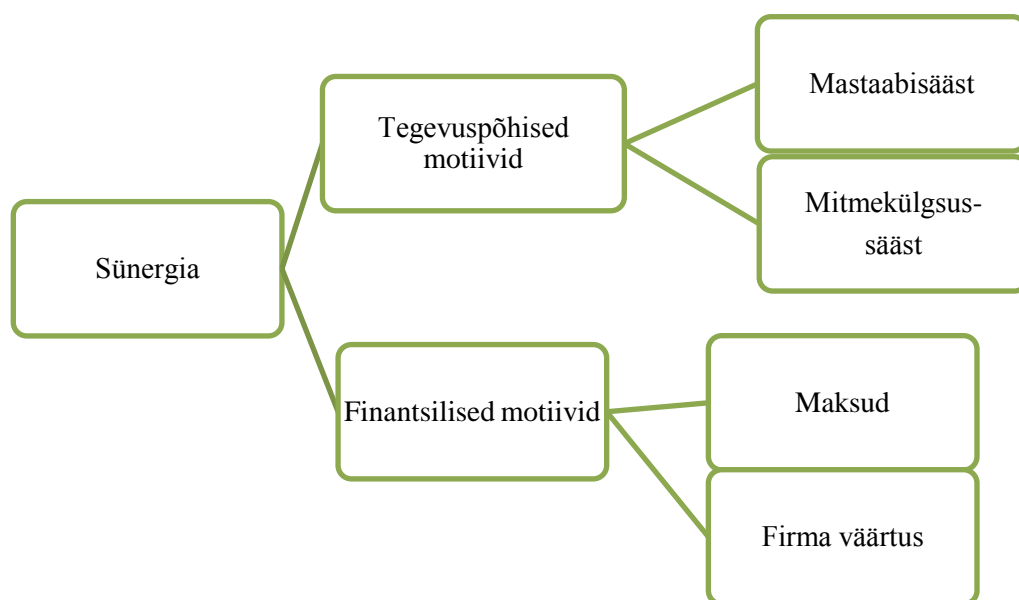 Sünergia
Tegevuspõhised
motiivid
Mastaabisääst
Mitmekülgsus-
sääst
Finantsilised motiivid
Maksud
Firma väärtus